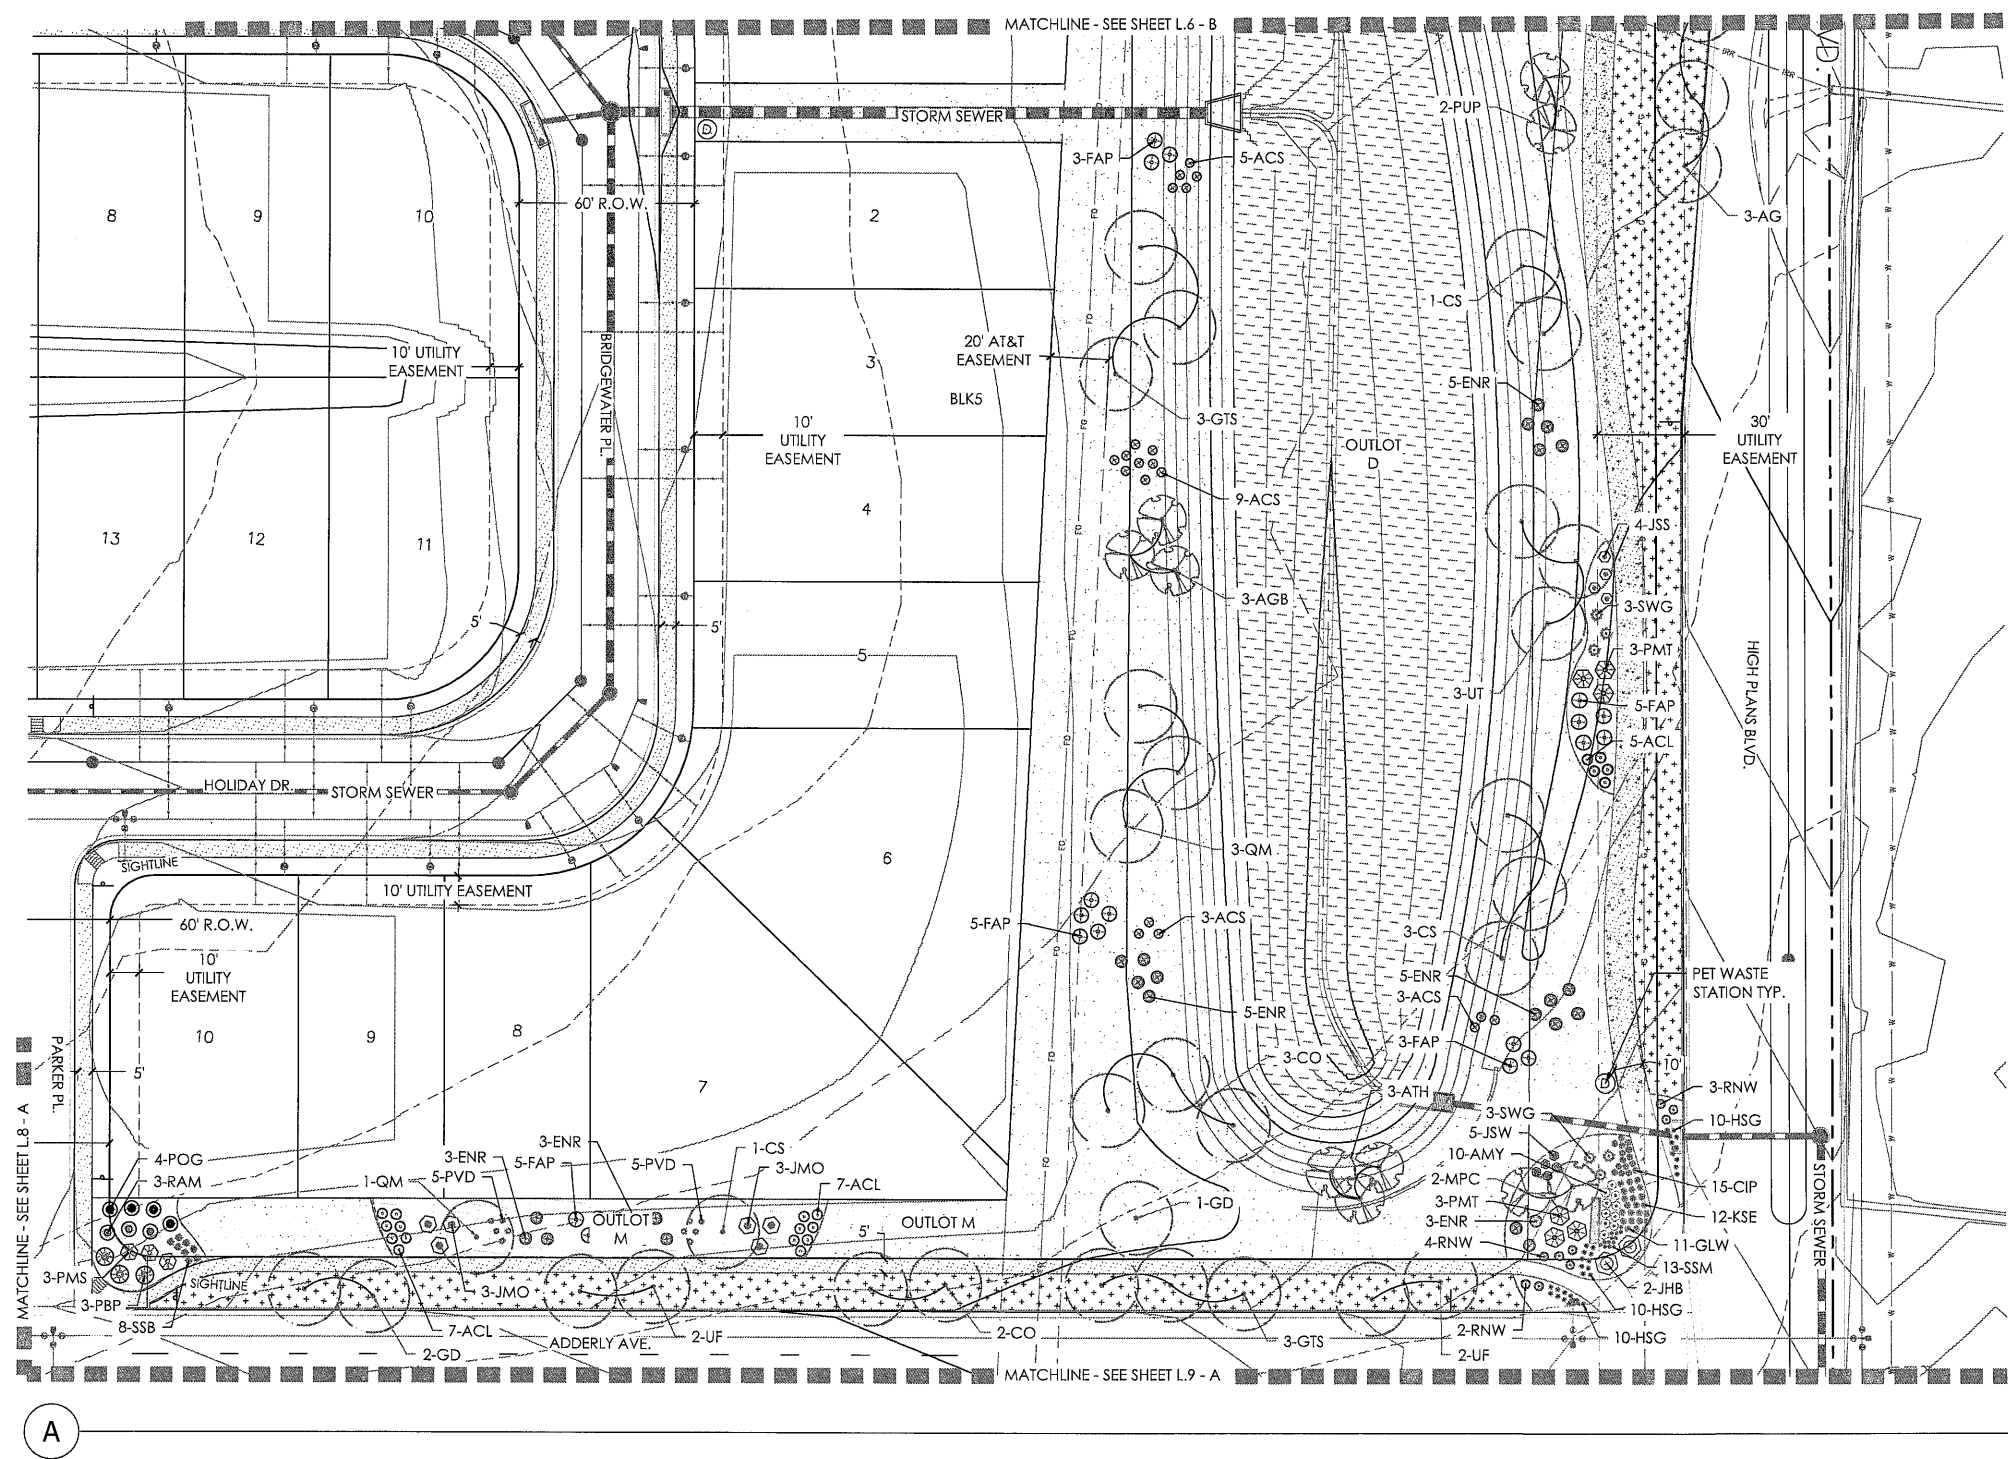 MATCHLINE - SEE SHEET L.6 - B
VD
IRR
IRR
2-PUP
STORM SEWER
D
3-FAP
5-ACS
60' R.O.W.
8
9
10
2
3-AG
FO
1-CS
BRIDGEWATER PL.
10' UTILITY
EASEMENT
20' AT&T
EASEMENT
3
BLK5
5-ENR
3-GTS
10'
UTILITY
EASEMENT
30'
UTILITY
EASEMENT
OUTLOT
D
9-ACS
4
13
12
11
4-JSS
3-AGB
3-SWG
5'
5'
3-PMT
HIGH PLANS BLVD.
5
3-UT
5-FAP
5-ACL
HOLIDAY DR.
STORM SEWER
SIGHTLINE
3-QM
6
10' UTILITY EASEMENT
60' R.O.W.
5-FAP
3-ACS
3-CS
10'
UTILITY
EASEMENT
5-ENR
PET WASTE
STATION TYP.
3-ACS
5-ENR
10
9
8
3-FAP
3-CO
PARKER PL.
5'
7
10'
D
3-ATH
3-RNW
3-SWG
10-HSG
MATCHLINE - SEE SHEET L.8 - A
5-JSW
3-ENR
1-CS
4-POG
3-ENR
5-FAP
5-PVD
3-JMO
10-AMY
3-RAM
1-QM
5-PVD
7-ACL
2-MPC
15-CIP
STORM SEWER
3-PMT
1-GD
12-KSE
OUTLOT
M
OUTLOT M
5'
3-ENR
4-RNW
11-GLW
13-SSM
3-PMS
SIGHTLINE
3-JMO
2-JHB
3-PBP
10-HSG
8-SSB
7-ACL
ADDERLY AVE.
2-UF
2-CO
3-GTS
2-RNW
10-HSG
2-GD
2-UF
MATCHLINE - SEE SHEET L.9 - A
A